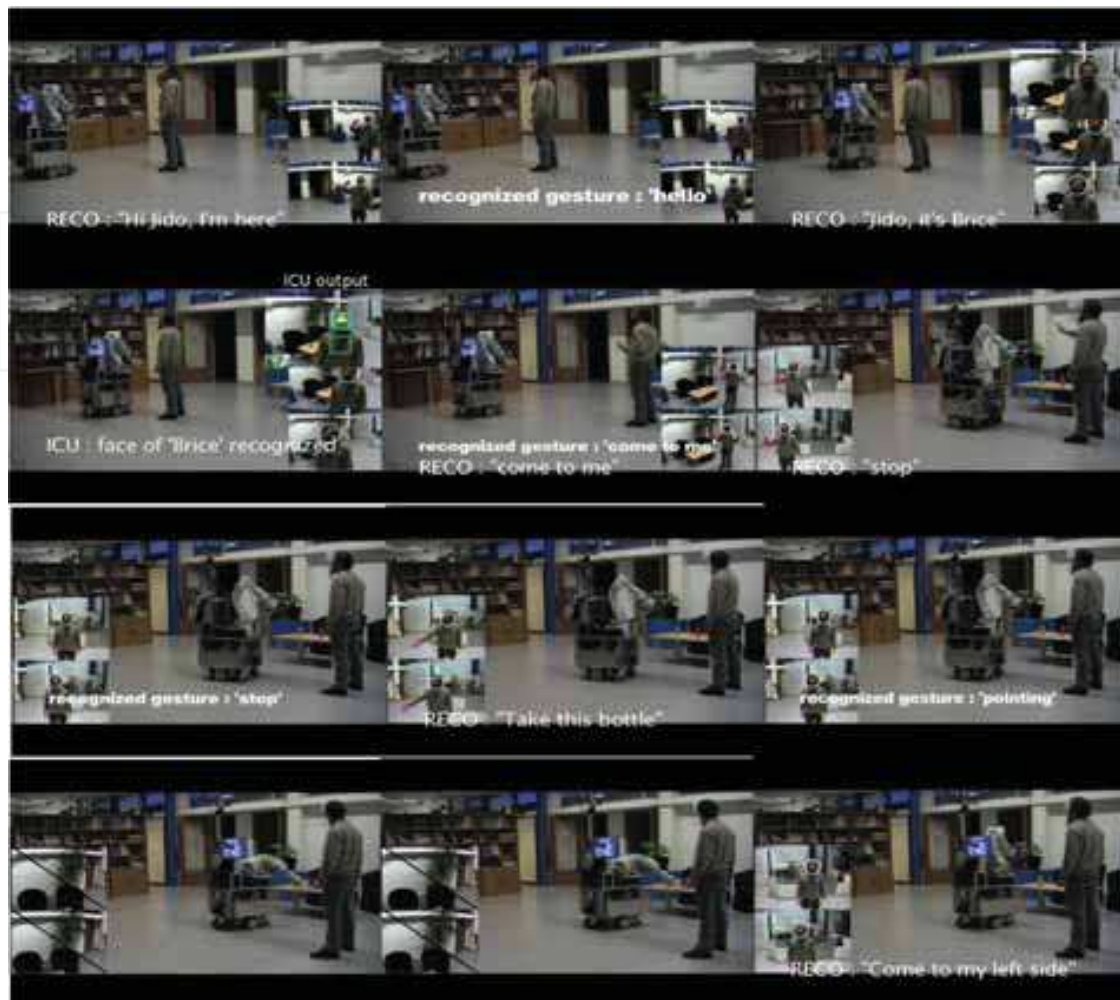 RECO : "Hi Jido, I'm here"
recognized gesture : 'hello'
RECO : "Jido, it's Brice"
ICU output
ICU : face of 'Brice' recognized
recognized gesture : 'come to me'
RECO : "come to me"
RECO : "stop"
recognized gesture : 'stop'
RECO : "Take this bottle"
recognized gesture : 'pointing'
RECO : "Come to my left side"